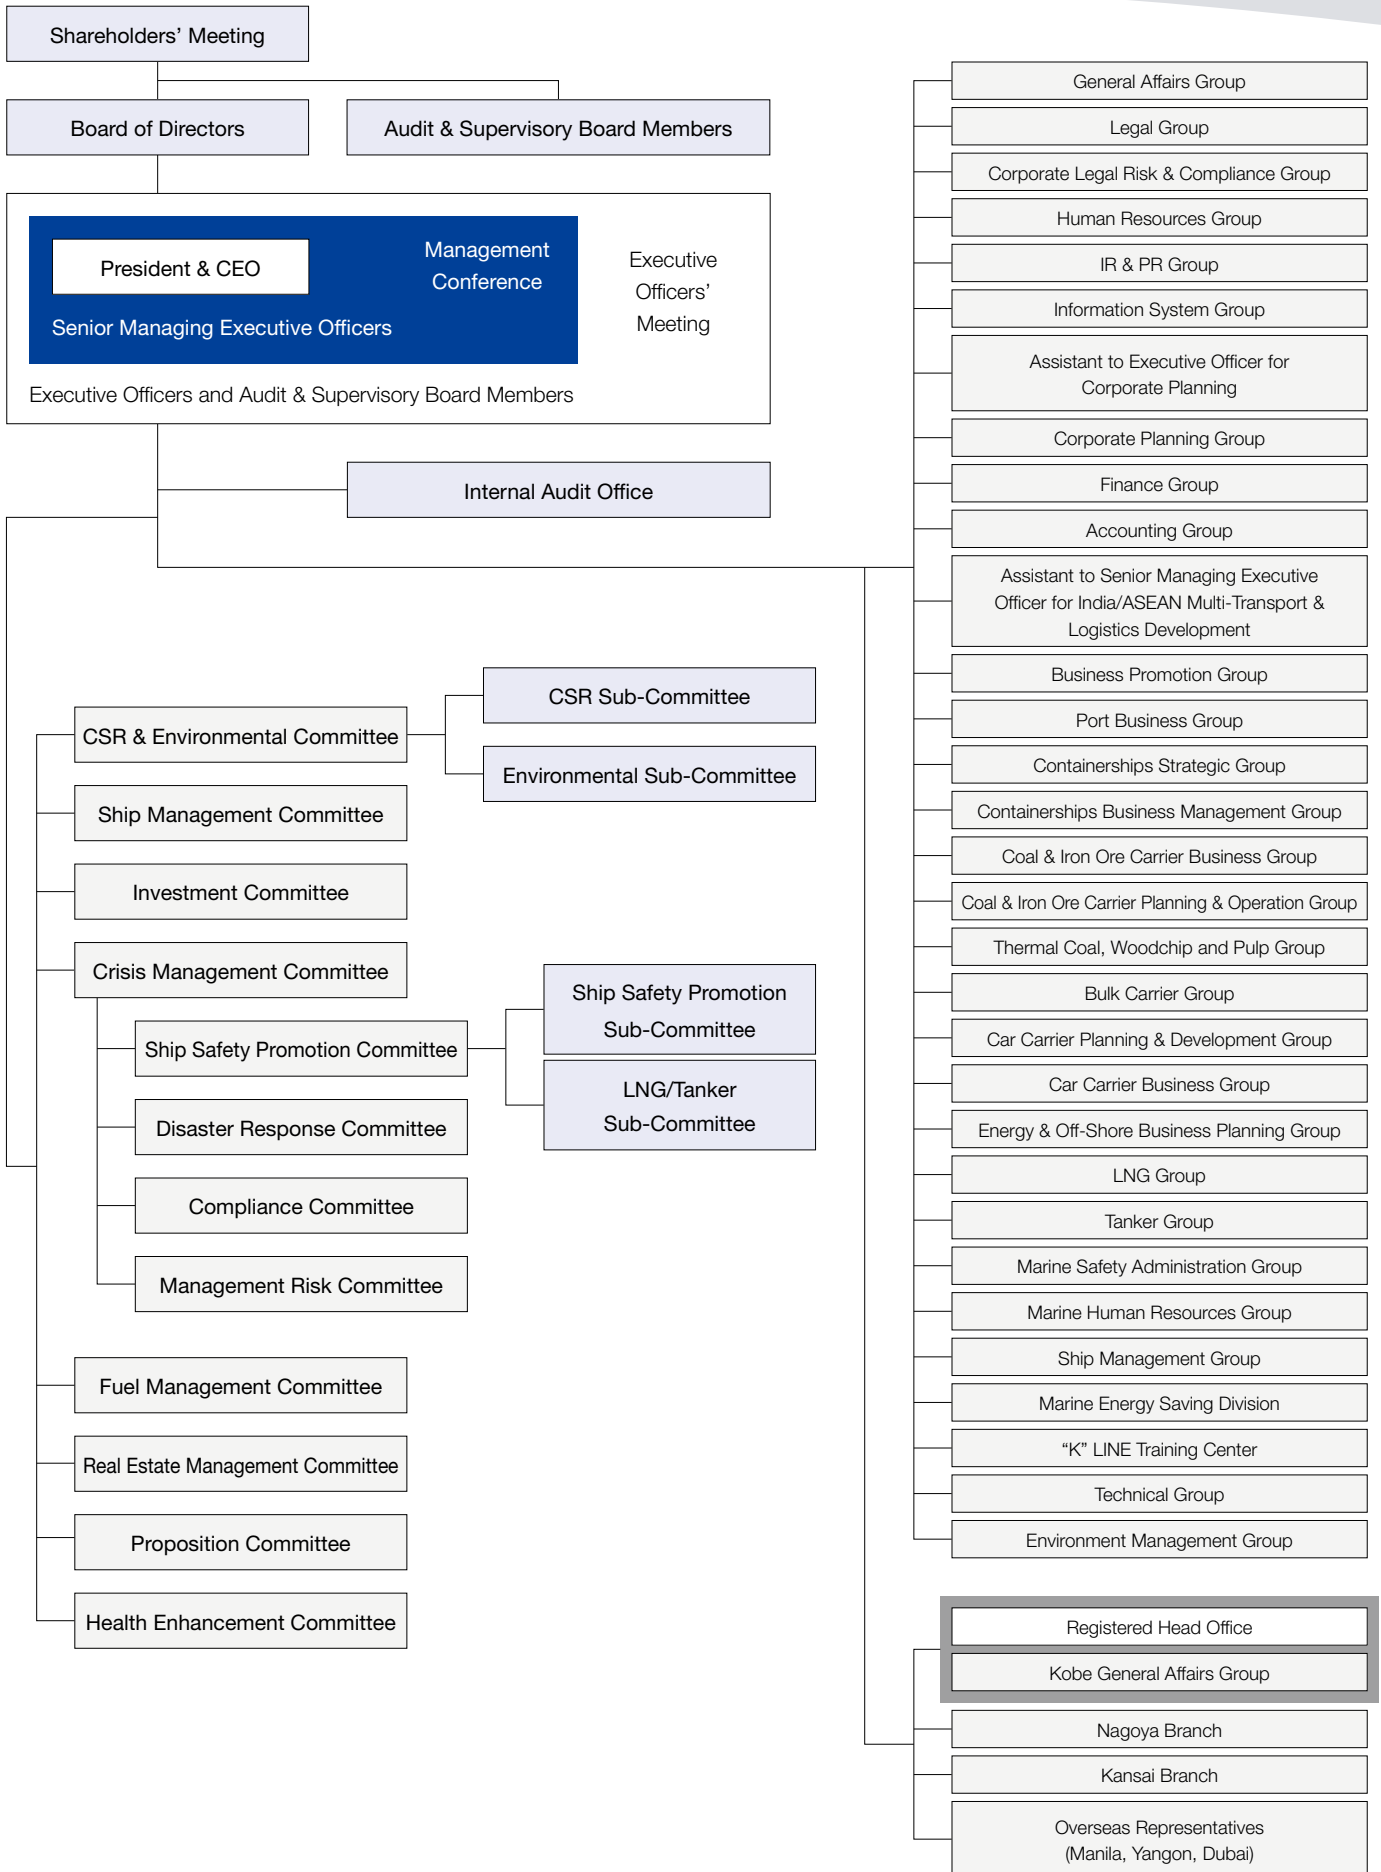 Shareholders’ Meeting
Board of Directors
Audit & Supervisory Board Members
President & CEO
Management
Conference
Senior Managing Executive Officers
Executive
Officers’
Meeting
Executive Officers and Audit & Supervisory Board Members
Internal Audit Office
CSR & Environmental Committee
CSR Sub-Committee
Environmental Sub-Committee
Ship Management Committee
Investment Committee
Crisis Management Committee
Ship Safety Promotion Committee
Ship Safety Promotion
Sub-Committee
LNG/Tanker
Sub-Committee
Disaster Response Committee
Compliance Committee
Management Risk Committee
Fuel Management Committee
Real Estate Management Committee
Proposition Committee
Health Enhancement Committee
General Affairs Group
Legal Group
Corporate Legal Risk & Compliance Group
Human Resources Group
IR & PR Group
Information System Group
Assistant to Executive Officer for
Corporate Planning
Corporate Planning Group
Finance Group
Accounting Group
Assistant to Senior Managing Executive
Officer for India/ASEAN Multi-Transport &
Logistics Development
Business Promotion Group
Port Business Group
Containerships Strategic Group
Containerships Business Management Group
Coal & Iron Ore Carrier Business Group
Coal & Iron Ore Carrier Planning & Operation Group
Thermal Coal, Woodchip and Pulp Group
Bulk Carrier Group
Car Carrier Planning & Development Group
Car Carrier Business Group
Energy & Off-Shore Business Planning Group
LNG Group
Tanker Group
Marine Safety Administration Group
Marine Human Resources Group
Ship Management Group
Marine Energy Saving Division
“K” LINE Training Center
Technical Group
Environment Management Group
Registered Head Office
Kobe General Affairs Group
Nagoya Branch
Kansai Branch
Overseas Representatives
(Manila, Yangon, Dubai)